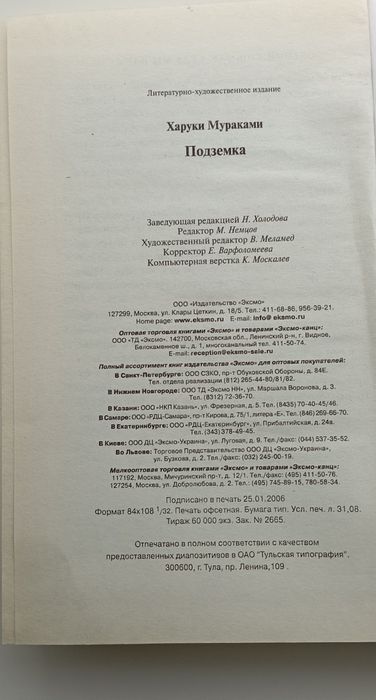 Литературно-художественное издание
Харуки Мураками
Подземка
Заведующая редакцией Н. Холодова
Редактор М. Немцов
Художественный редактор В. Меламед
Корректор Е. Варфоломеева
Компьютерная верстка К. Москалев
ООО «Издательство «Эксмо»
127299, Москва, ул. Клары Цеткин, д. 18/5. Тел.: 411-68-86, 956-39-21.
Home page: www.eksmo.ru E-mail: info@eksmo.ru
Оптовая торговля книгами «Эксмо» и товарами «Эксмо-канц»:
ООО «ТД «Эксмо». 142700, Московская обл., Ленинский р-н, г. Видное,
Белокаменное ш., д. 1, многоканальный тел. 411-50-74.
E-mail: reception@eksmo-sale.ru
Полный ассортимент книг издательства «Эксмо» для оптовых покупателей:
В Санкт-Петербурге: ООО СЗКО, пр-т Обуховской Обороны, д. 84Е.
Тел. отдела реализации (812) 265-44-80/81/82.
В Нижнем Новгороде: ООО ТД «Эксмо НН», ул. Маршала Воронова, д. 3.
Тел. (8312) 72-36-70.
В Казани: ООО «НКП Казань», ул. Фрезерная, д. 5. Тел. (8435) 70-40-45/46.
В Самаре: ООО «РДЦ-Самара», пр-т Кирова, д. 75/1, литера «Е». Тел. (846) 269-66-70.
В Екатеринбурге: ООО «РДЦ-Екатеринбург», ул. Прибалтийская, д. 24а.
Тел. (343) 378-49-45.
В Киеве: ООО ДЦ «Эксмо-Украина», ул. Луговая, д. 9. Тел./факс: (044) 537-35-52.
Во Львове: Торговое Представительство ООО ДЦ «Эксмо-Украина»,
ул. Бузкова, д. 2. Тел./факс: (032) 245-00-19.
Мелкооптовая торговля книгами «Эксмо» и товарами «Эксмо-канц»:
117192, Москва, Мичуринский пр-т, д. 12/1. Тел./факс: (495) 411-50-76.
127254, Москва, ул. Добролюбова, д. 2. Тел.: (495) 745-89-15, 780-58-34.
Подписано в печать 25.01.2006
Формат 84x108 1/32. Печать офсетная. Бумага тип. Усл. печ. л. 31,08.
Тираж 60 000 экз. Зак. № 2665.
Отпечатано в полном соответствии с качеством
предоставленных диапозитивов в ОАО "Тульская типография".
300600, г. Тула, пр. Ленина,109 .